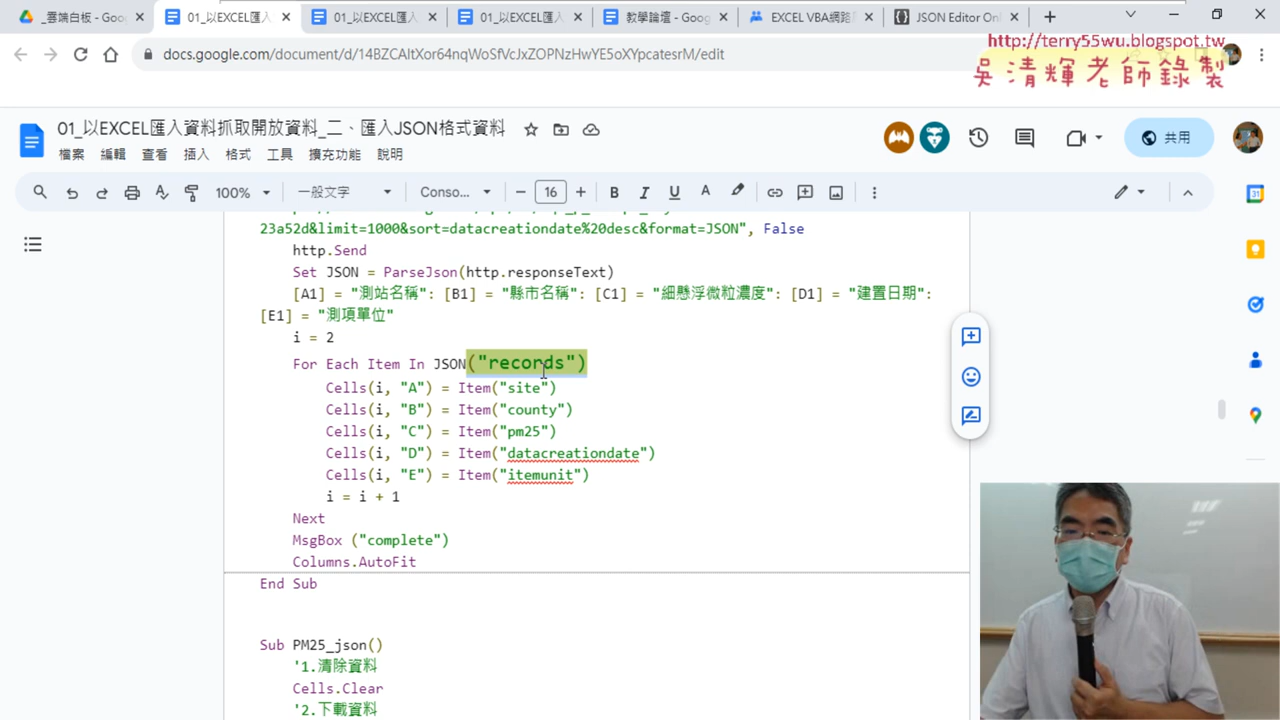 _雲端白板 - Goo
01_以EXCEL匯入
01_以EXCEL匯入
01_以EXCEL匯入
教學論壇 - Goog
EXCEL VBA網路
JSON Editor Onl
docs.google.com/document/d/14BZCAltXor64nqWoSfVcJxZOPNzHwYE5oXYpcatesrM/edit
http://terry55wu.blogspot.tw
吳清輝老師錄製
01_以EXCEL匯入資料抓取開放資料_二、匯入JSON格式資料
檔案 編輯 查看 插入 格式 工具 擴充功能 說明
共用
100% 一般文字 Conso... 16 B I U A
23a52d&limit=1000&sort=datacreationdate%20desc&format=JSON", False
http.Send
Set JSON = ParseJson(http.responseText)
[A1] = "測站名稱": [B1] = "縣市名稱": [C1] = "細懸浮微粒濃度": [D1] = "建置日期":
[E1] = "測項單位"
i = 2
For Each Item In JSON("records")
Cells(i, "A") = Item("site")
Cells(i, "B") = Item("county")
Cells(i, "C") = Item("pm25")
Cells(i, "D") = Item("datacreationdate")
Cells(i, "E") = Item("itemunit")
i = i + 1
Next
MsgBox ("complete")
Columns.AutoFit
End Sub
Sub PM25_json()
'1.清除資料
Cells.Clear
'2.下載資料